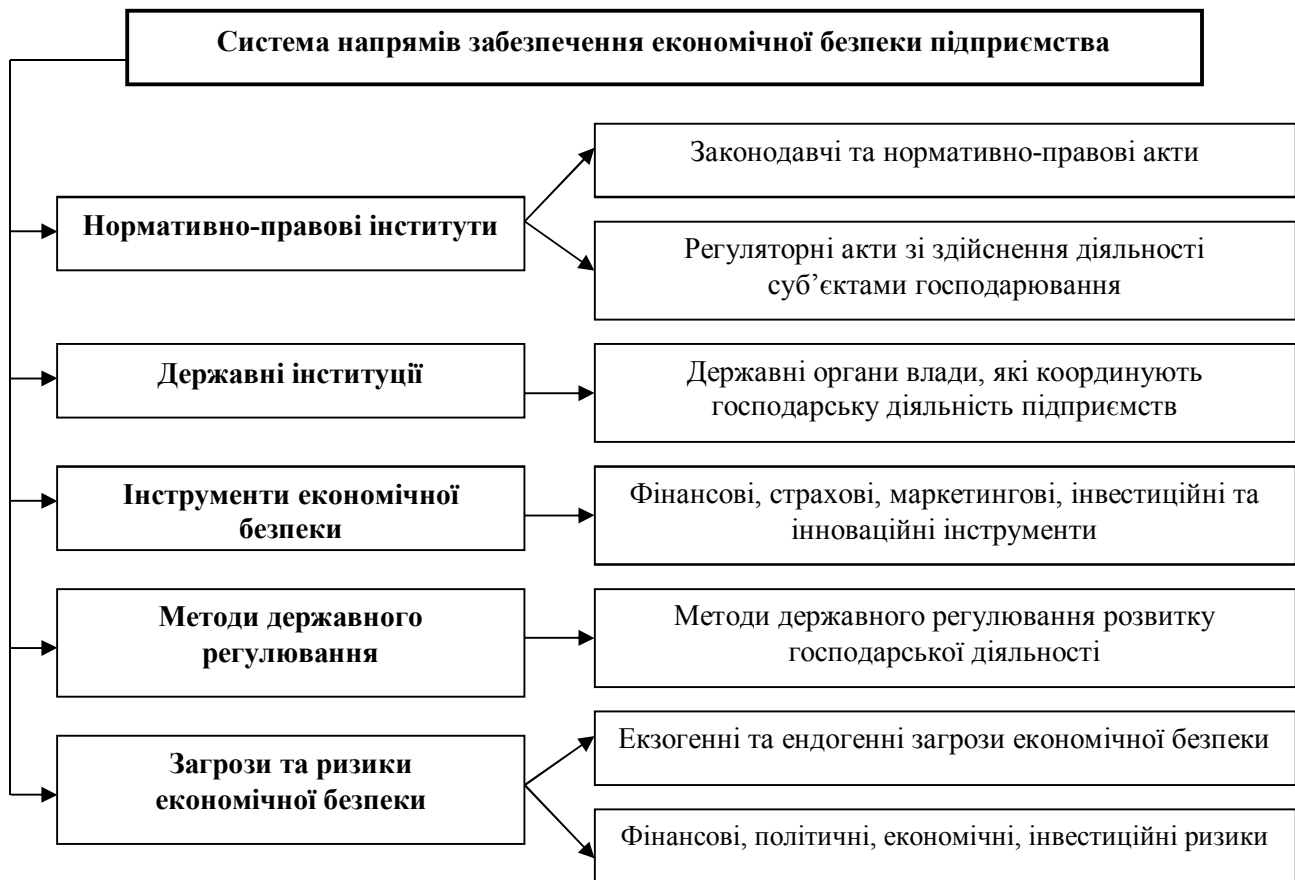 Система напрямів забезпечення економічної безпеки підприємства
Нормативно-правові інститути
Законодавчі та нормативно-правові акти
Регуляторні акти зі здійснення діяльності
суб’єктами господарювання
Державні інституції
Державні органи влади, які координують
господарську діяльність підприємств
Інструменти економічної
безпеки
Фінансові, страхові, маркетингові, інвестиційні та
інноваційні інструменти
Методи державного
регулювання
Методи державного регулювання розвитку
господарської діяльності
Загрози та ризики
економічної безпеки
Екзогенні та ендогенні загрози економічної безпеки
Фінансові, політичні, економічні, інвестиційні ризики